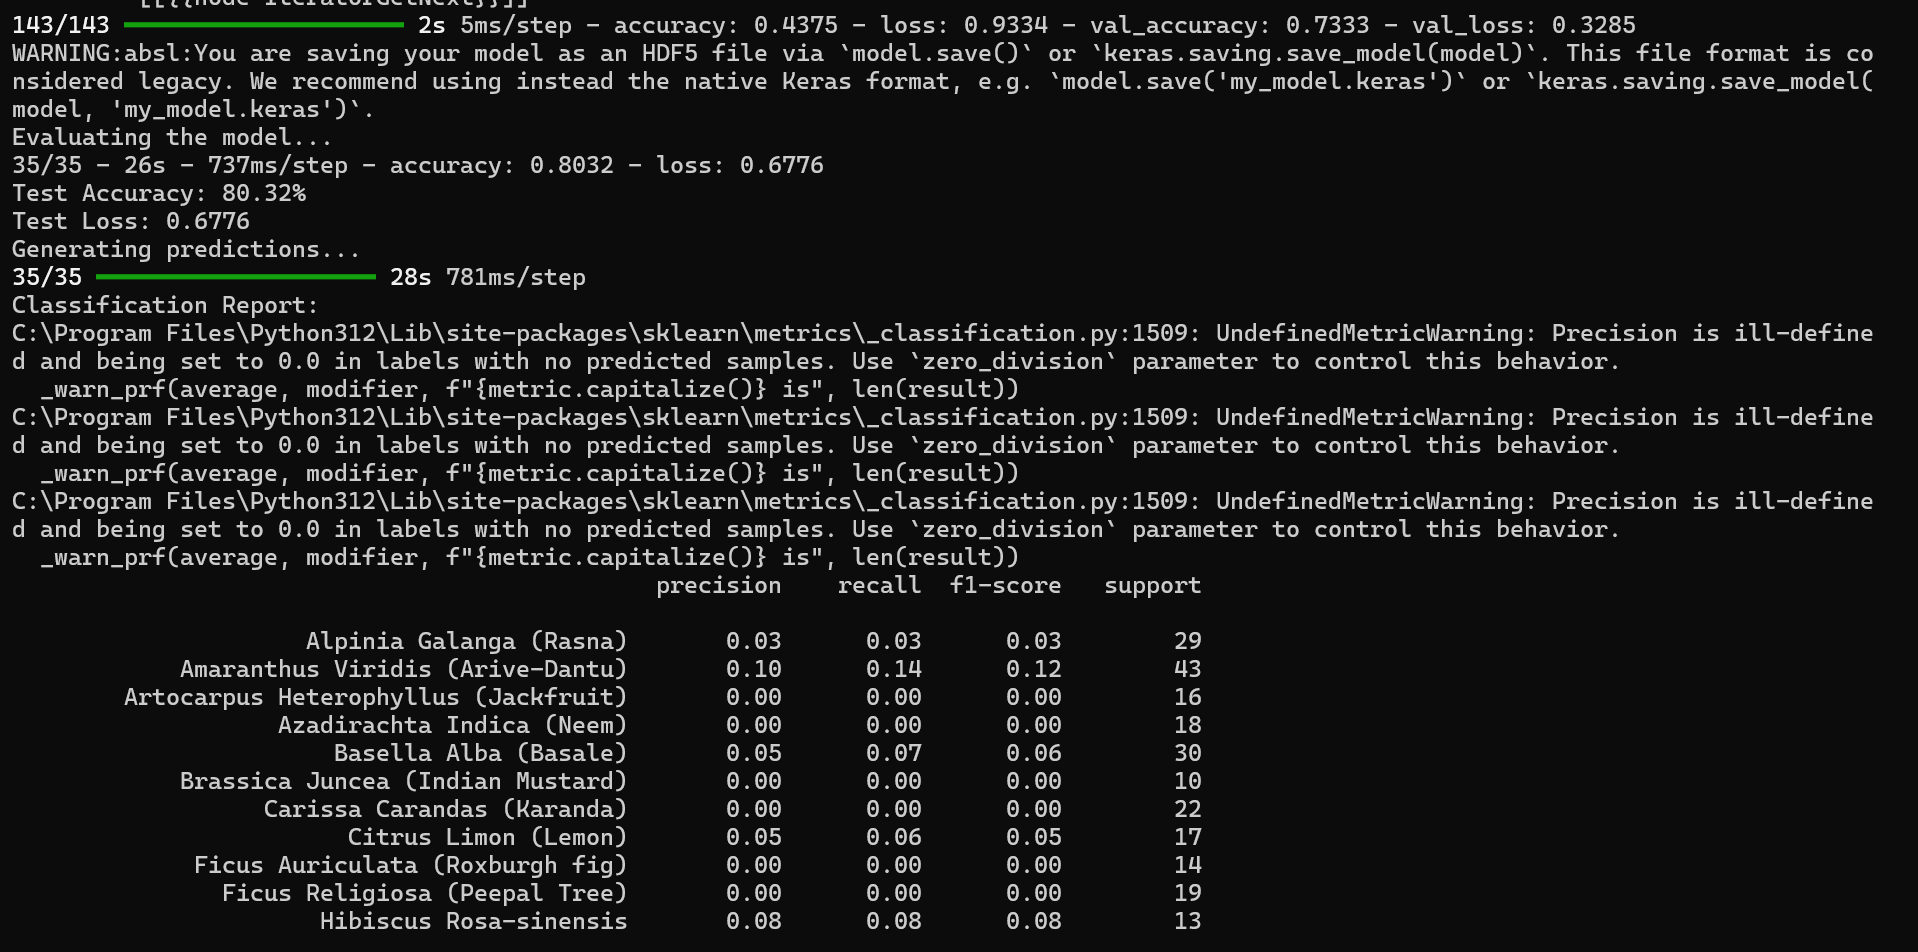 [[{{node IteratorGetNext}}]]
143/143 ━━━━━━━━━━━━━━━━━━━━ 2s 5ms/step - accuracy: 0.4375 - loss: 0.9334 - val_accuracy: 0.7333 - val_loss: 0.3285
WARNING:absl:You are saving your model as an HDF5 file via `model.save()` or `keras.saving.save_model(model)`. This file format is co
nsidered legacy. We recommend using instead the native Keras format, e.g. `model.save('my_model.keras')` or `keras.saving.save_model(
model, 'my_model.keras')`.
Evaluating the model...
35/35 - 26s - 737ms/step - accuracy: 0.8032 - loss: 0.6776
Test Accuracy: 80.32%
Test Loss: 0.6776
Generating predictions...
35/35 ━━━━━━━━━━━━━━━━━━━━ 28s 781ms/step
Classification Report:
C:\Program Files\Python312\Lib\site-packages\sklearn\metrics\_classification.py:1509: UndefinedMetricWarning: Precision is ill-define
d and being set to 0.0 in labels with no predicted samples. Use `zero_division` parameter to control this behavior.
  _warn_prf(average, modifier, f"{metric.capitalize()} is", len(result))
C:\Program Files\Python312\Lib\site-packages\sklearn\metrics\_classification.py:1509: UndefinedMetricWarning: Precision is ill-define
d and being set to 0.0 in labels with no predicted samples. Use `zero_division` parameter to control this behavior.
  _warn_prf(average, modifier, f"{metric.capitalize()} is", len(result))
C:\Program Files\Python312\Lib\site-packages\sklearn\metrics\_classification.py:1509: UndefinedMetricWarning: Precision is ill-define
d and being set to 0.0 in labels with no predicted samples. Use `zero_division` parameter to control this behavior.
  _warn_prf(average, modifier, f"{metric.capitalize()} is", len(result))
precision recall f1-score support
Alpinia Galanga (Rasna) 0.03 0.03 0.03 29
Amaranthus Viridis (Arive-Dantu) 0.10 0.14 0.12 43
Artocarpus Heterophyllus (Jackfruit) 0.00 0.00 0.00 16
Azadirachta Indica (Neem) 0.00 0.00 0.00 18
Basella Alba (Basale) 0.05 0.07 0.06 30
Brassica Juncea (Indian Mustard) 0.00 0.00 0.00 10
Carissa Carandas (Karanda) 0.00 0.00 0.00 22
Citrus Limon (Lemon) 0.05 0.06 0.05 17
Ficus Auriculata (Roxburgh fig) 0.00 0.00 0.00 14
Ficus Religiosa (Peepal Tree) 0.00 0.00 0.00 19
Hibiscus Rosa-sinensis 0.08 0.08 0.08 13